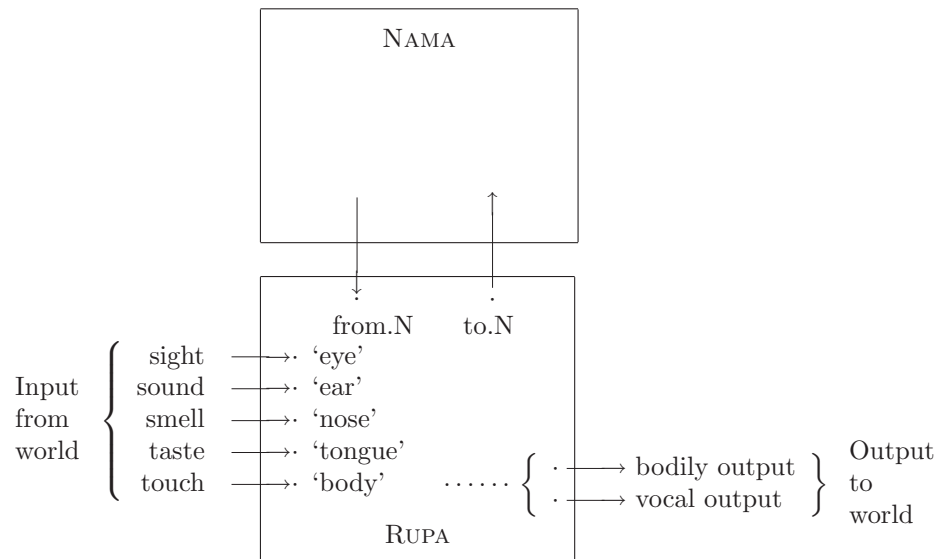 NAMA
from.N to.N
Input
from
world
sight ‘eye’
sound ‘ear’
smell ‘nose’
taste ‘tongue’
touch ‘body’ ......
bodily output
vocal output
Output
to
world
RUPA